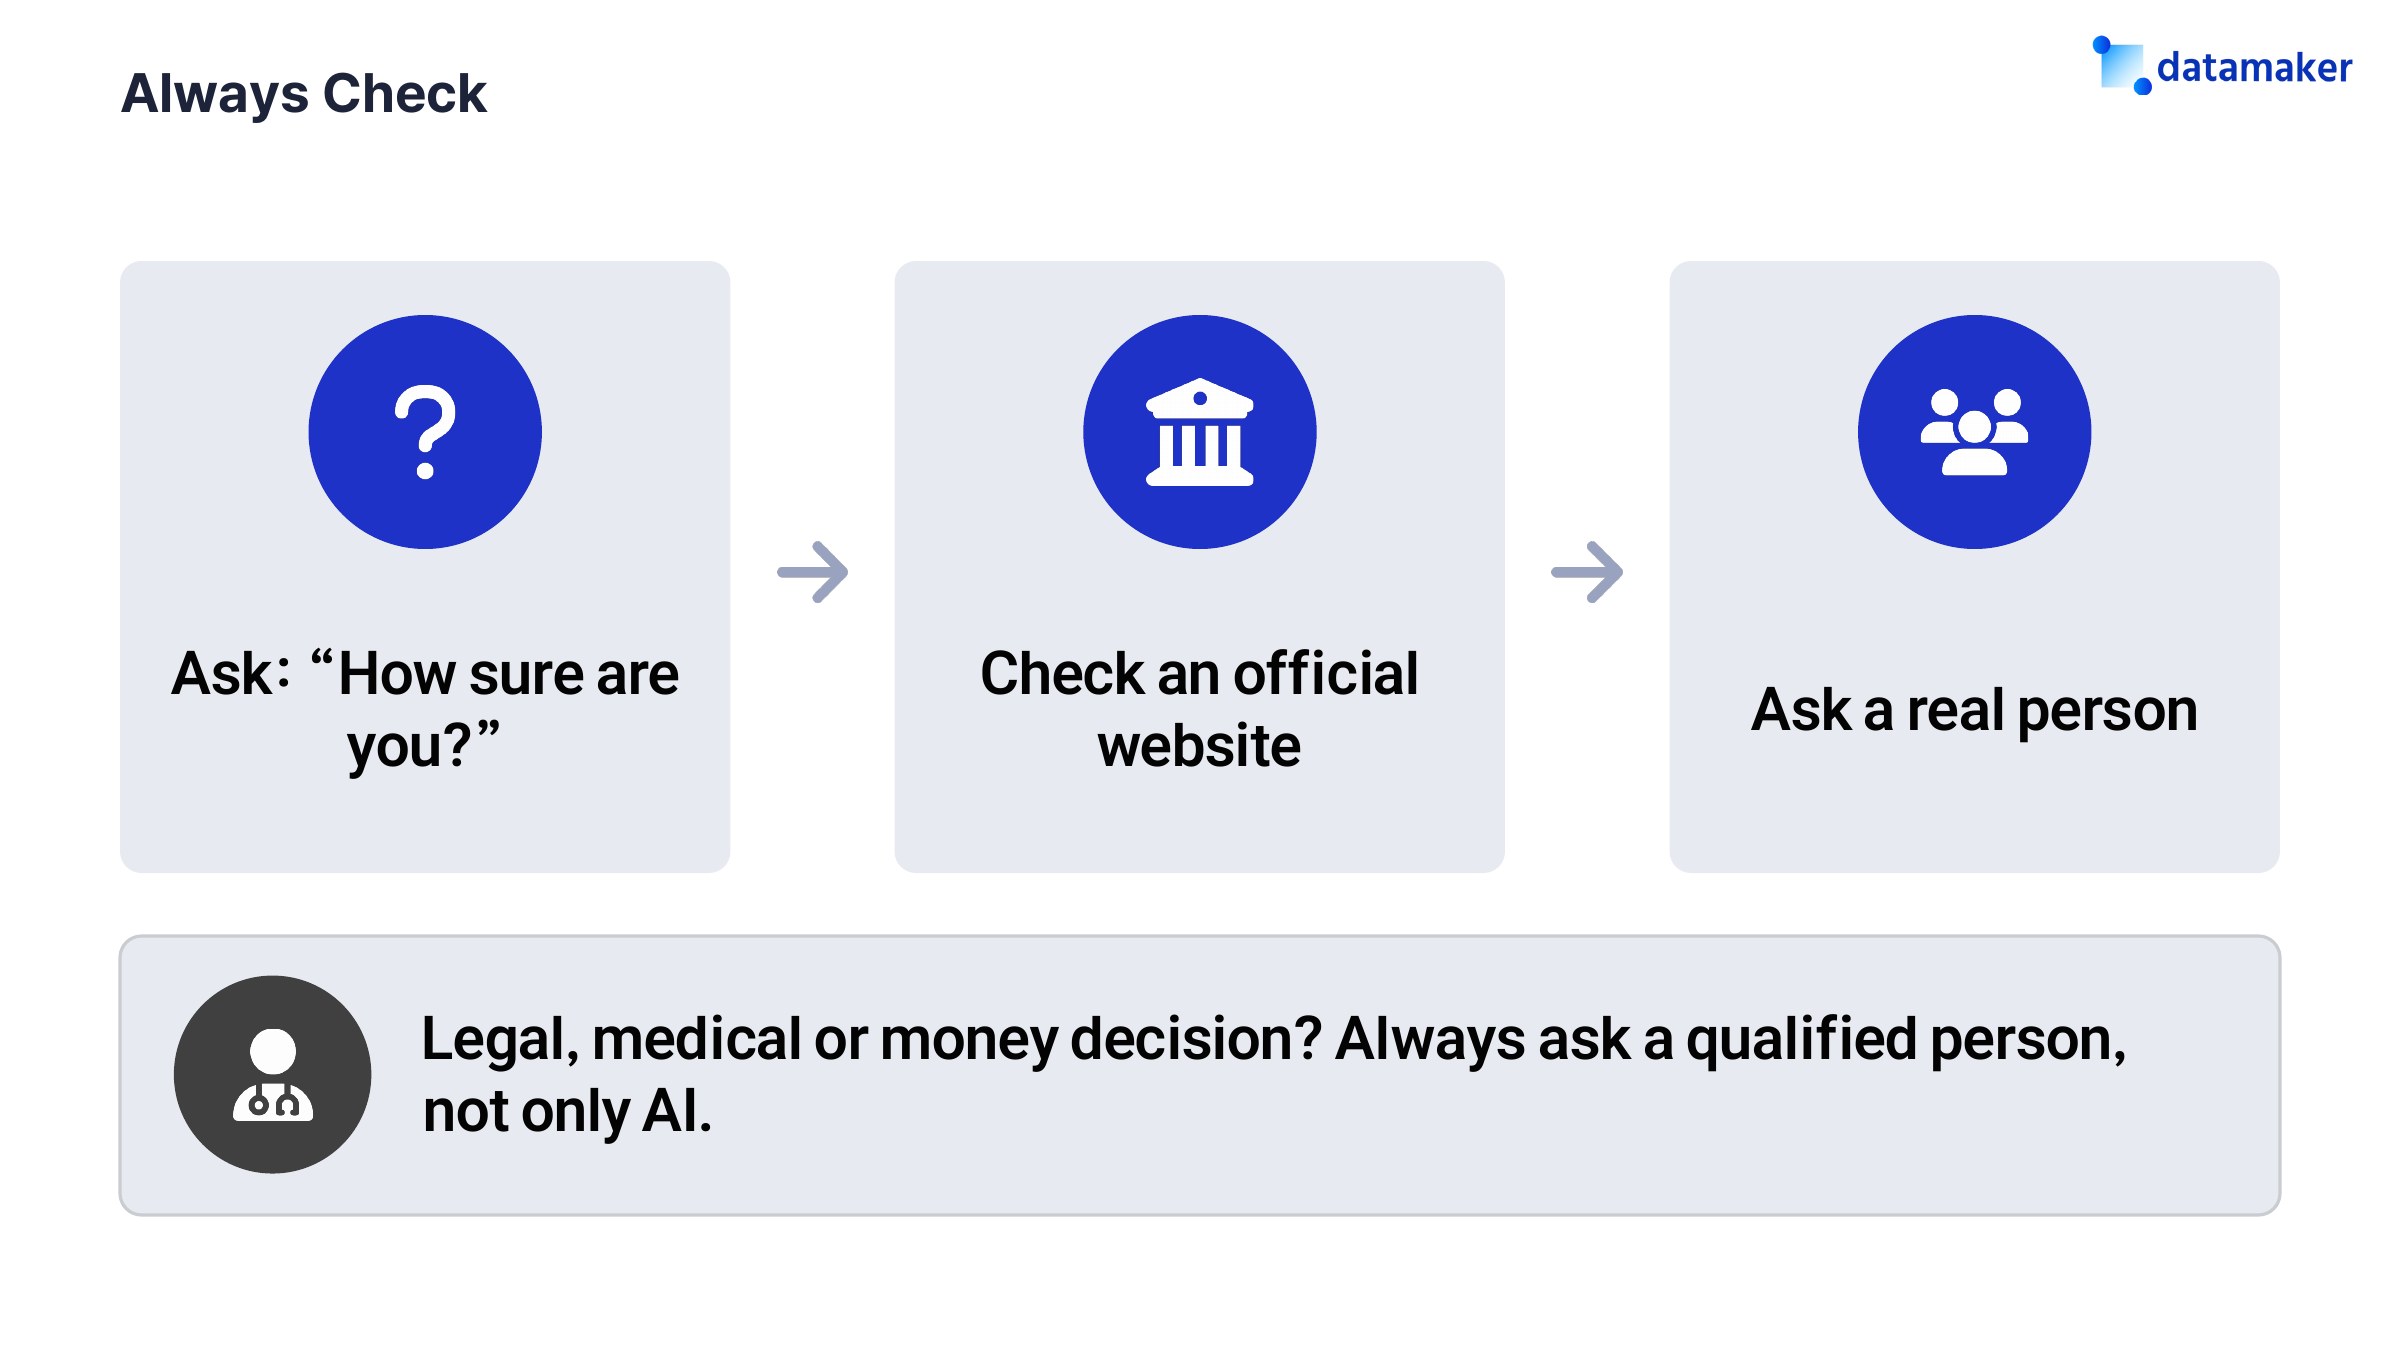 Always Check
datamaker
Ask: “How sure are
you?”
Check an official
website
Ask a real person
Legal, medical or money decision? Always ask a qualified person,
not only AI.